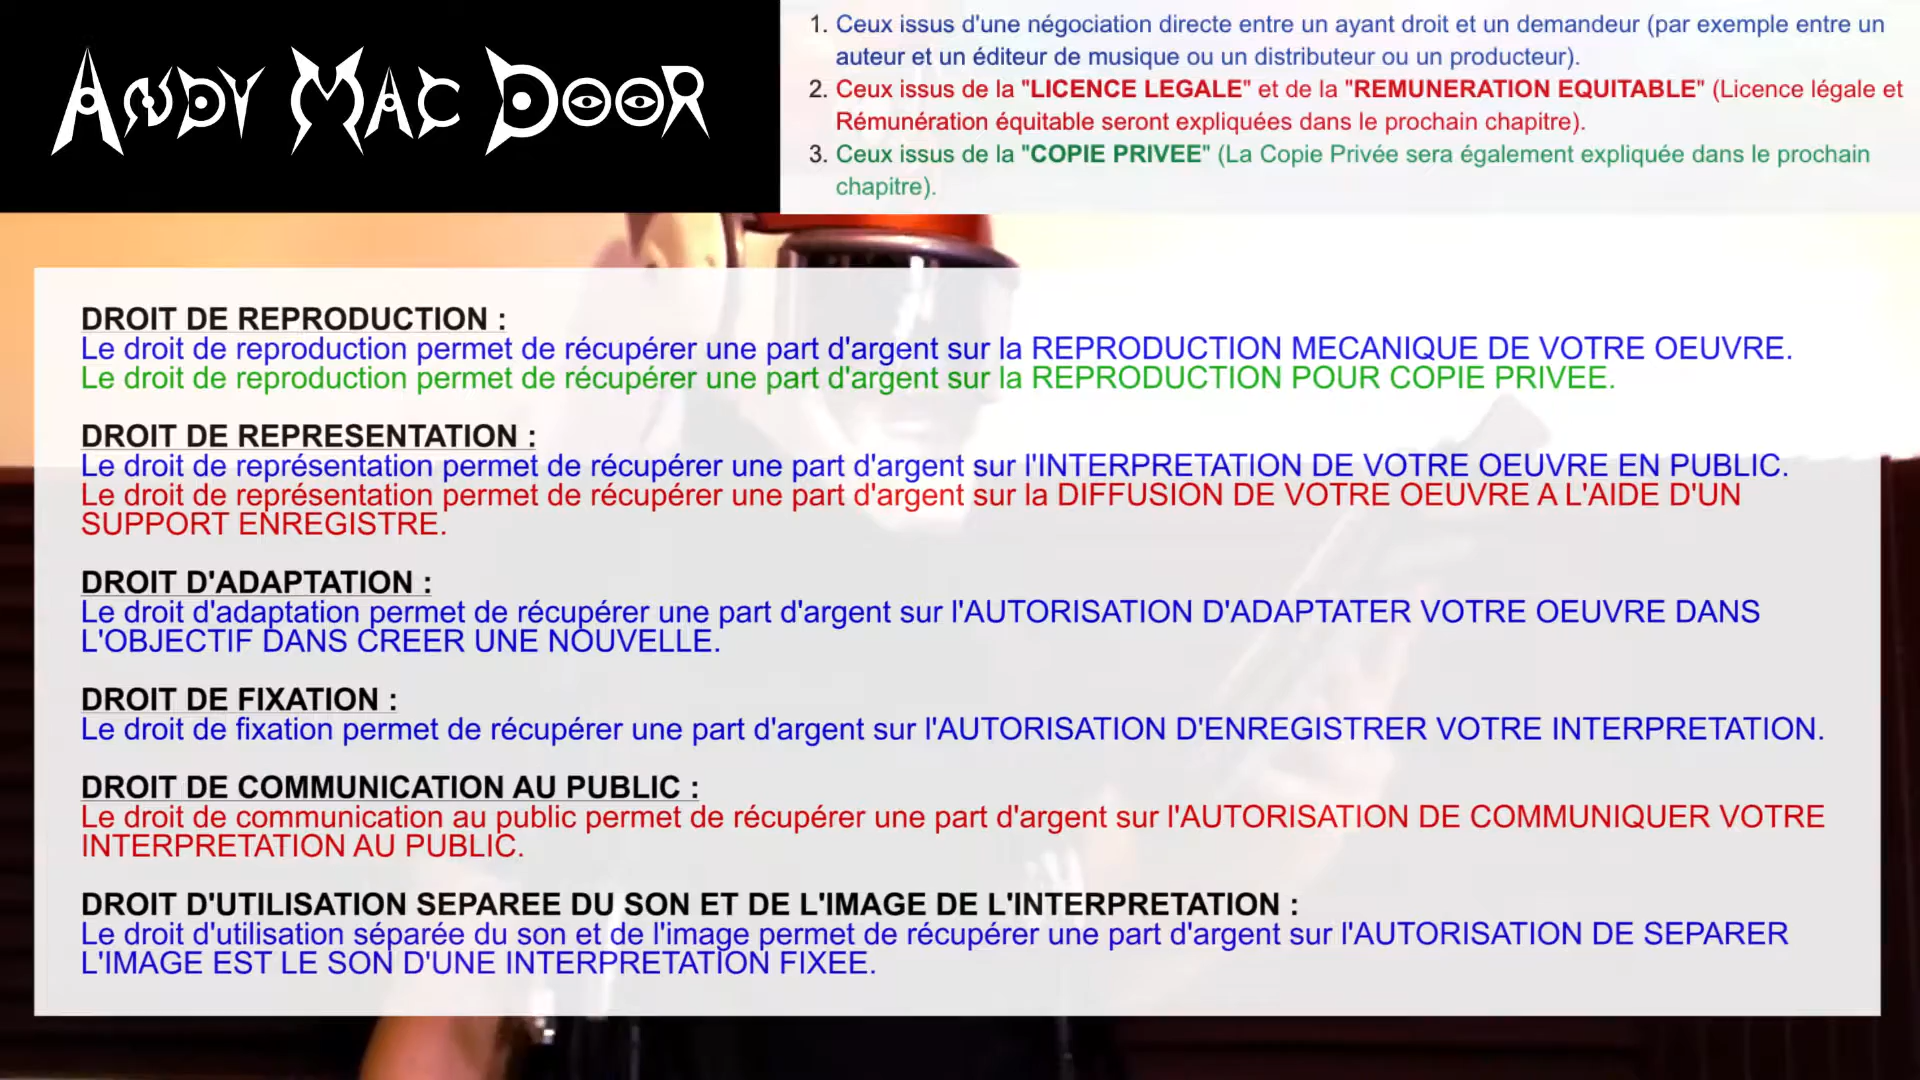 ANDY MAC DOOR
1. Ceux issus d'une négociation directe entre un ayant droit et un demandeur (par exemple entre un
auteur et un éditeur de musique ou un distributeur ou un producteur).
2. Ceux issus de la "LICENCE LEGALE" et de la "REMUNERATION EQUITABLE" (Licence légale et
Rémunération équitable seront expliquées dans le prochain chapitre).
3. Ceux issus de la "COPIE PRIVEE" (La Copie Privée sera également expliquée dans le prochain
chapitre).
DROIT DE REPRODUCTION :
Le droit de reproduction permet de récupérer une part d'argent sur la REPRODUCTION MECANIQUE DE VOTRE OEUVRE.
Le droit de reproduction permet de récupérer une part d'argent sur la REPRODUCTION POUR COPIE PRIVEE.
DROIT DE REPRESENTATION :
Le droit de représentation permet de récupérer une part d'argent sur l'INTERPRETATION DE VOTRE OEUVRE EN PUBLIC.
Le droit de représentation permet de récupérer une part d'argent sur la DIFFUSION DE VOTRE OEUVRE A L'AIDE D'UN
SUPPORT ENREGISTRE.
DROIT D'ADAPTATION :
Le droit d'adaptation permet de récupérer une part d'argent sur l'AUTORISATION D'ADAPTATER VOTRE OEUVRE DANS
L'OBJECTIF DANS CREER UNE NOUVELLE.
DROIT DE FIXATION :
Le droit de fixation permet de récupérer une part d'argent sur l'AUTORISATION D'ENREGISTRER VOTRE INTERPRETATION.
DROIT DE COMMUNICATION AU PUBLIC :
Le droit de communication au public permet de récupérer une part d'argent sur l'AUTORISATION DE COMMUNIQUER VOTRE
INTERPRETATION AU PUBLIC.
DROIT D'UTILISATION SEPAREE DU SON ET DE L'IMAGE DE L'INTERPRETATION :
Le droit d'utilisation séparée du son et de l'image permet de récupérer une part d'argent sur l'AUTORISATION DE SEPARER
L'IMAGE EST LE SON D'UNE INTERPRETATION FIXEE.